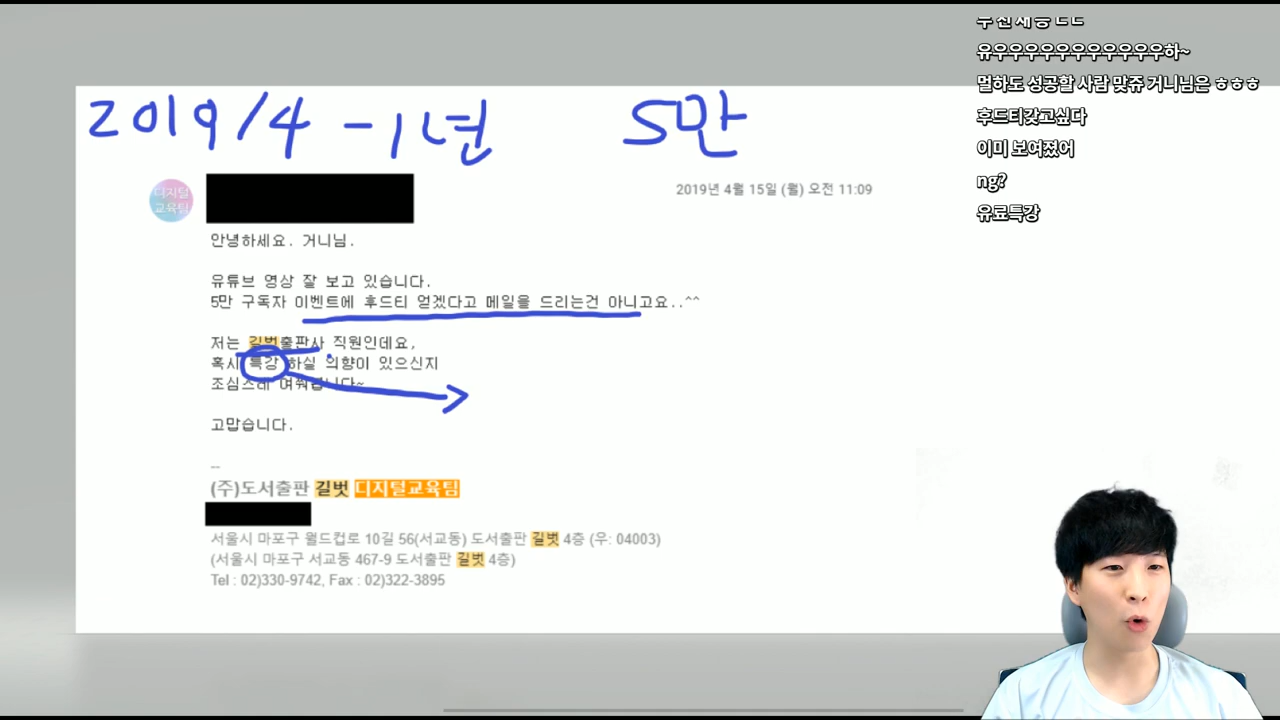 유우우우우우우우우우우우하~
멀하도 성공할 사람 맞쥬 거니님은 ㅎㅎㅎ
후드티갖고싶다
이미 보여졌어
ng?
유료특강
2019/4 -1년 5만
디지털
교육팀
2019년 4월 15일 (월) 오전 11:09
안녕하세요. 거니님.
유튜브 영상 잘 보고 있습니다.
5만 구독자 이벤트에 후드티 얻겠다고 메일을 드리는건 아니고요..^^
저는 길벗출판사 직원인데요,
혹시 특강 하실 의향이 있으신지
조심스레 여쭤봅니다~
고맙습니다.
--
(주)도서출판 길벗 디지털교육팀
서울시 마포구 월드컵로 10길 56(서교동) 도서출판 길벗 4층 (우: 04003)
(서울시 마포구 서교동 467-9 도서출판 길벗 4층)
Tel : 02)330-9742, Fax : 02)322-3895